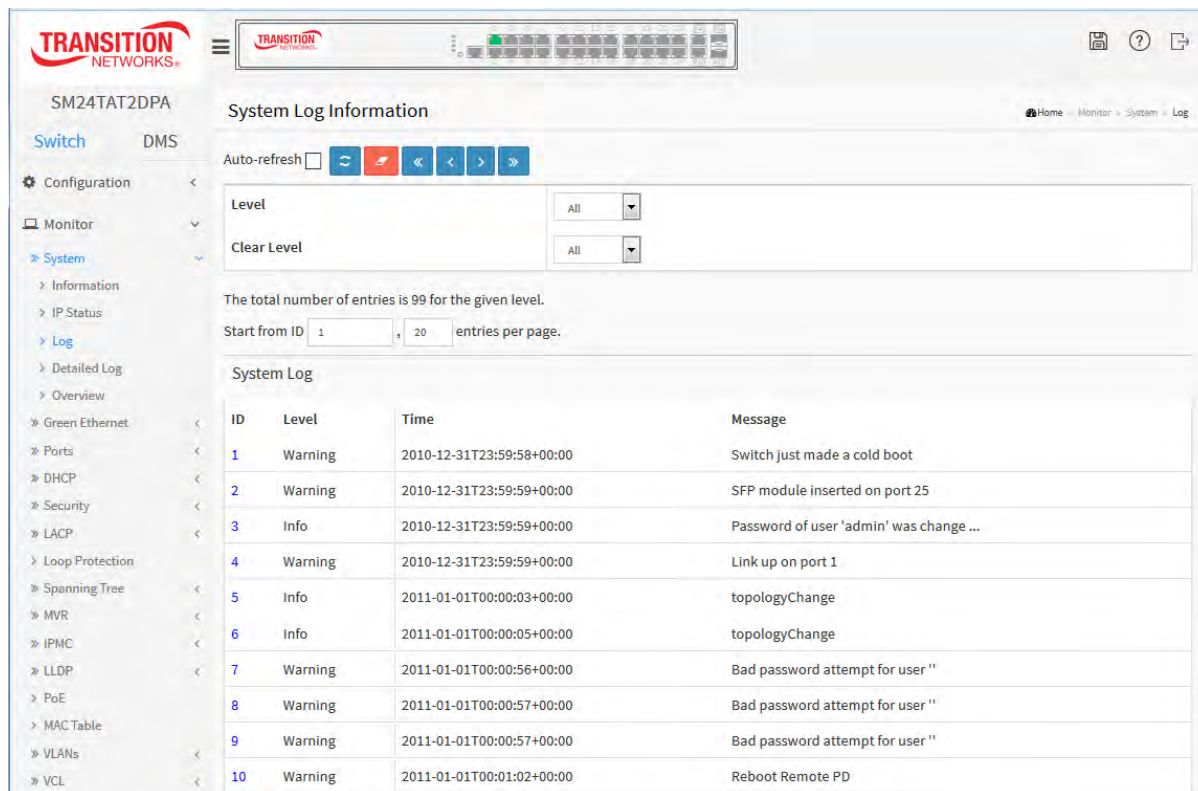 TRANSITION
NETWORKS®
TRANSITION
NETWORKS
SM24TAT2DPA
Switch DMS
Configuration
Monitor
System
Information
IP Status
Log
Detailed Log
Overview
Green Ethernet
Ports
DHCP
Security
LACP
Loop Protection
Spanning Tree
MVR
IPMC
LLDP
PoE
MAC Table
VLANs
VCL
System Log Information
Home > Monitor > System > Log
Auto-refresh
Level All
Clear Level All
The total number of entries is 99 for the given level.
Start from ID 1 , 20 entries per page.
System Log
ID Level Time Message
1 Warning 2010-12-31T23:59:58+00:00 Switch just made a cold boot
2 Warning 2010-12-31T23:59:59+00:00 SFP module inserted on port 25
3 Info 2010-12-31T23:59:59+00:00 Password of user 'admin' was change ...
4 Warning 2010-12-31T23:59:59+00:00 Link up on port 1
5 Info 2011-01-01T00:00:03+00:00 topologyChange
6 Info 2011-01-01T00:00:05+00:00 topologyChange
7 Warning 2011-01-01T00:00:56+00:00 Bad password attempt for user ''
8 Warning 2011-01-01T00:00:57+00:00 Bad password attempt for user ''
9 Warning 2011-01-01T00:00:57+00:00 Bad password attempt for user ''
10 Warning 2011-01-01T00:01:02+00:00 Reboot Remote PD